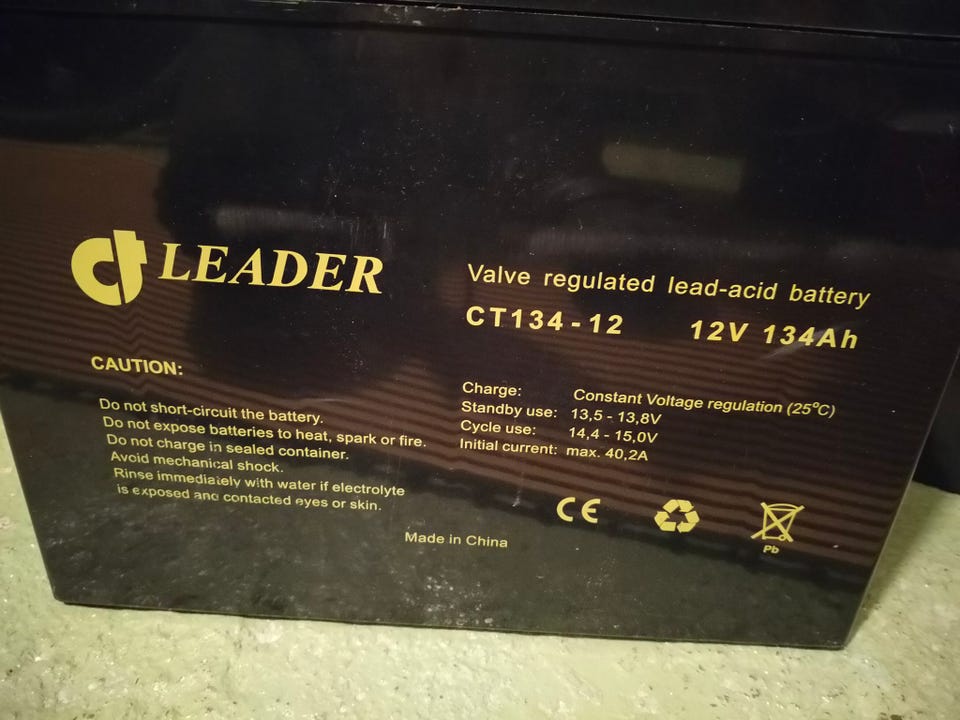 ct LEADER
Valve regulated lead-acid battery
CT134-12 12V 134Ah
CAUTION:
Do not short-circuit the battery.
Do not expose batteries to heat, spark or fire.
Do not charge in sealed container.
Avoid mechanical shock.
Rinse immediately with water if electrolyte
is exposed and contacted eyes or skin.
Charge: Constant Voltage regulation (25°C)
Standby use: 13,5 - 13,8V
Cycle use: 14,4 - 15,0V
Initial current: max. 40,2A
CE
Pb
Made in China